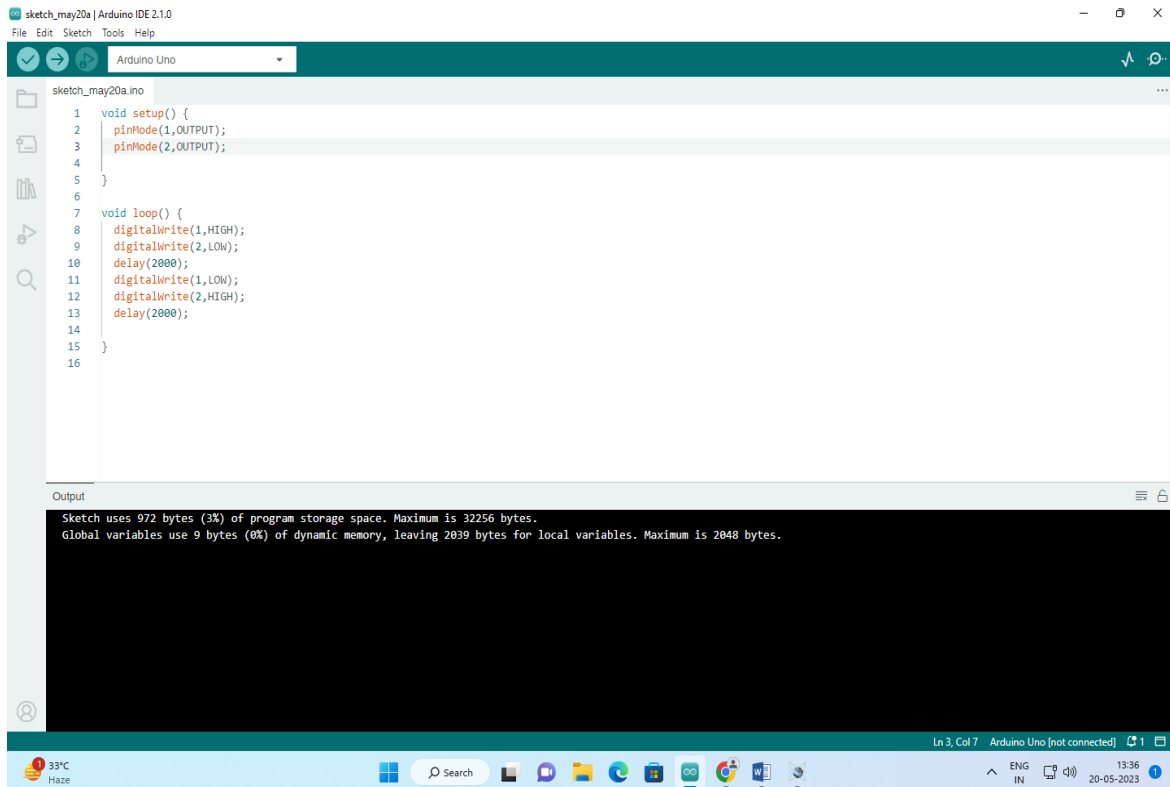 sketch_may20a | Arduino IDE 2.1.0
File Edit Sketch Tools Help
Arduino Uno
sketch_may20a.ino
1 void setup() {
2 pinMode(1,OUTPUT);
3 pinMode(2,OUTPUT);
4
5 }
6
7 void loop() {
8 digitalWrite(1,HIGH);
9 digitalWrite(2,LOW);
10 delay(2000);
11 digitalWrite(1,LOW);
12 digitalWrite(2,HIGH);
13 delay(2000);
14
15 }
16
Output
Sketch uses 972 bytes (3%) of program storage space. Maximum is 32256 bytes.
Global variables use 9 bytes (0%) of dynamic memory, leaving 2039 bytes for local variables. Maximum is 2048 bytes.
Ln 3, Col 7 Arduino Uno [not connected] 1
1 33°C
Haze
Search
ENG
IN
13:36
20-05-2023
1